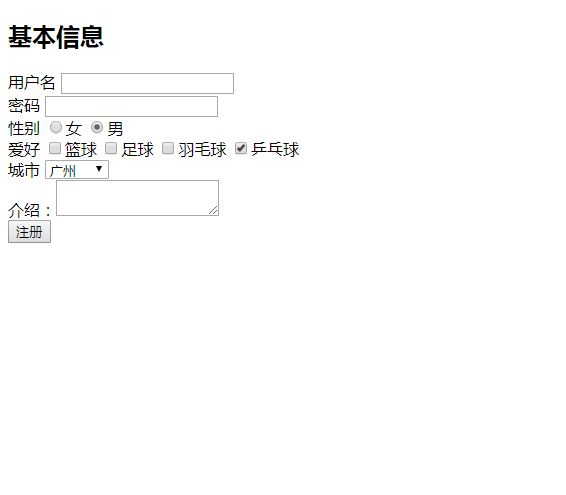 基本信息
用户名
密码
性别 女 男
爱好 篮球 足球 羽毛球 乒乓球
城市 广州
介绍：
注册